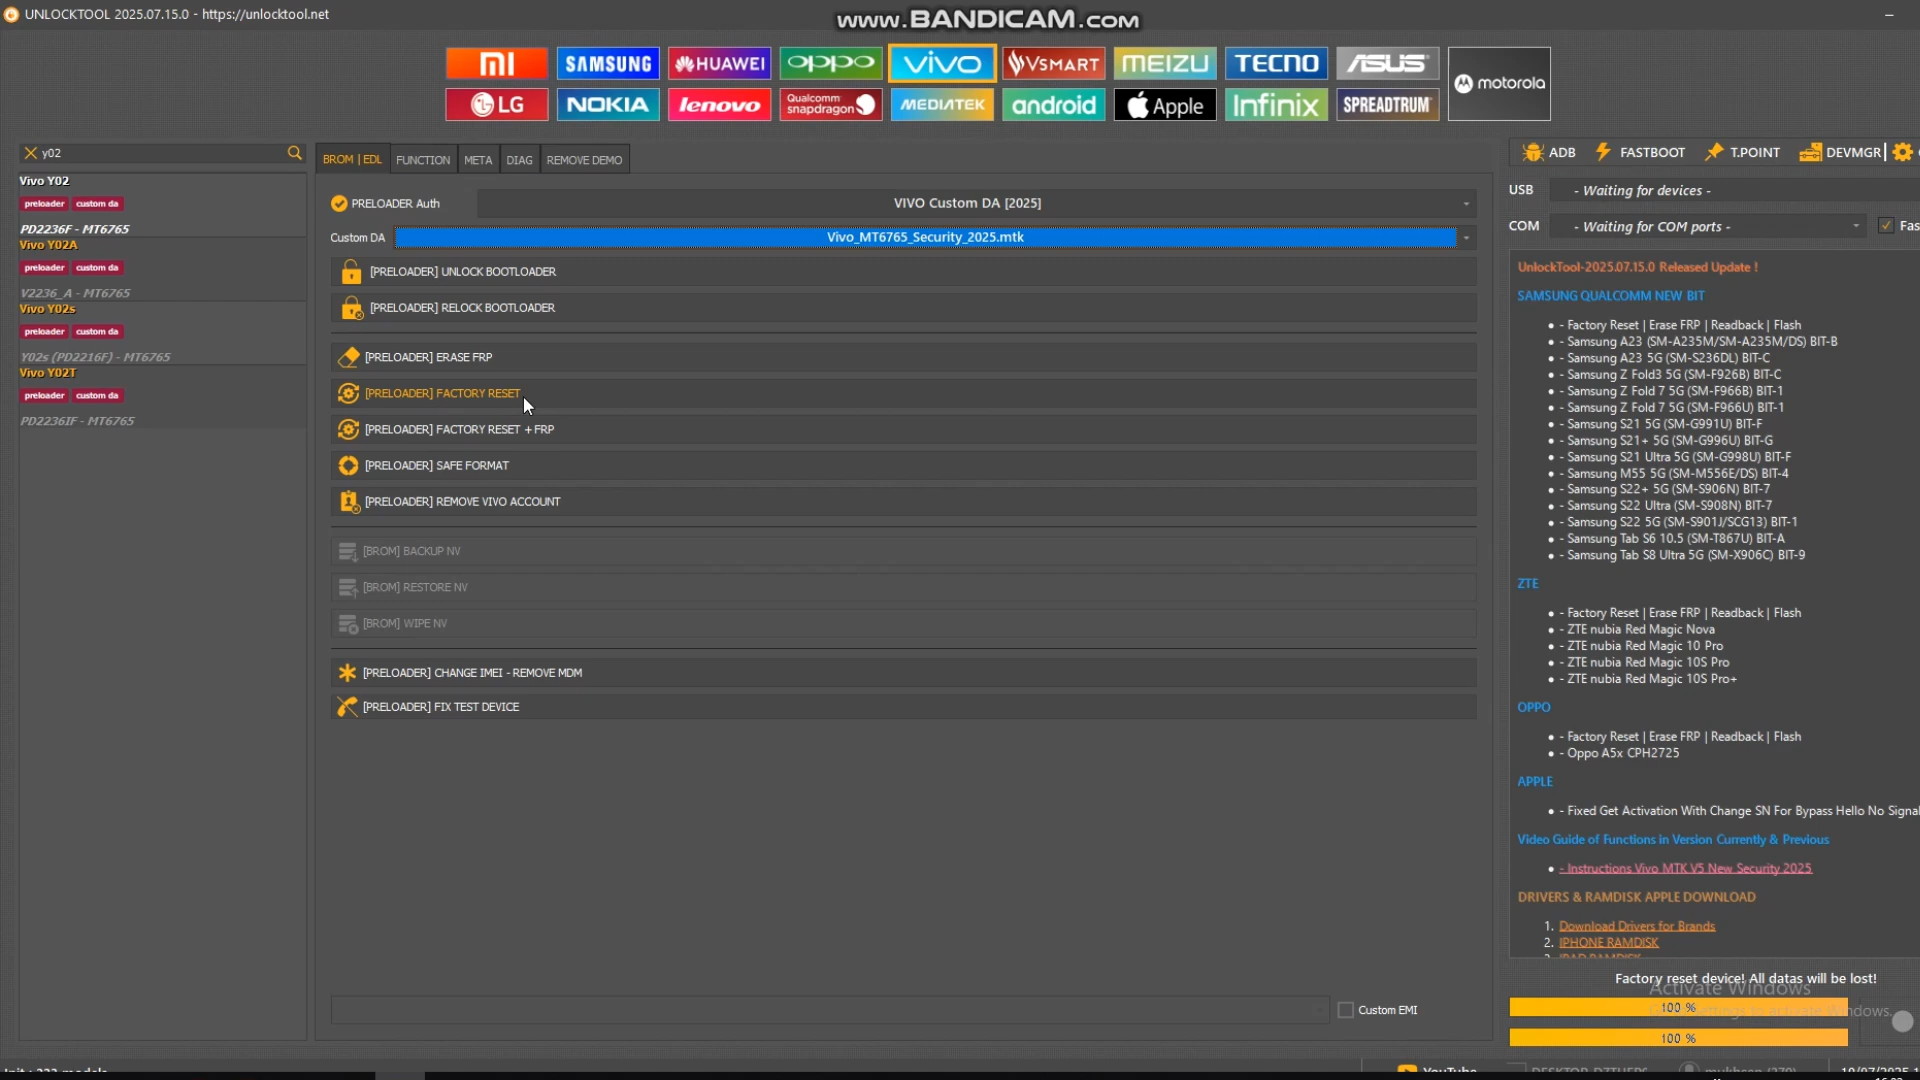 UNLOCKTOOL 2025.07.15.0 - https://unlocktool.net
www.BANDICAM.com
MI
SAMSUNG
HUAWEI
oppo
vivo
VSMART
MEIZU
TECNO
ASUS
motorola
LG
NOKIA
lenovo
Qualcomm snapdragon
MEDIATEK
android
Apple
Infinix
SPREADTRUM
y02
Vivo Y02
preloader custom da
PD2236F - MT6765
Vivo Y02A
preloader custom da
V2236_A - MT6765
Vivo Y02s
preloader custom da
Y02s (PD2216F) - MT6765
Vivo Y02T
preloader custom da
PD2236IF - MT6765
BROM | EDL FUNCTION META DIAG REMOVE DEMO
PRELOADER Auth VIVO Custom DA [2025]
Custom DA Vivo_MT6765_Security_2025.mtk
[PRELOADER] UNLOCK BOOTLOADER
[PRELOADER] RELOCK BOOTLOADER
[PRELOADER] ERASE FRP
[PRELOADER] FACTORY RESET
[PRELOADER] FACTORY RESET + FRP
[PRELOADER] SAFE FORMAT
[PRELOADER] REMOVE VIVO ACCOUNT
[BROM] BACKUP NV
[BROM] RESTORE NV
[BROM] WIPE NV
[PRELOADER] CHANGE IMEI - REMOVE MDM
[PRELOADER] FIX TEST DEVICE
Custom EMI
ADB FASTBOOT T.POINT DEVMGR
USB - Waiting for devices -
COM - Waiting for COM ports - Fas
UnlockTool-2025.07.15.0 Released Update !
SAMSUNG QUALCOMM NEW BIT
- Factory Reset | Erase FRP | Readback | Flash
- Samsung A23 (SM-A235M/SM-A235M/DS) BIT-B
- Samsung A23 5G (SM-S236DL) BIT-C
- Samsung Z Fold3 5G (SM-F926B) BIT-C
- Samsung Z Fold 7 5G (SM-F966B) BIT-1
- Samsung Z Fold 7 5G (SM-F966U) BIT-1
- Samsung S21 5G (SM-G991U) BIT-F
- Samsung S21+ 5G (SM-G996U) BIT-G
- Samsung S21 Ultra 5G (SM-G998U) BIT-F
- Samsung M55 5G (SM-M556E/DS) BIT-4
- Samsung S22+ 5G (SM-S906N) BIT-7
- Samsung S22 Ultra (SM-S908N) BIT-7
- Samsung S22 5G (SM-S901J/SCG13) BIT-1
- Samsung Tab S6 10.5 (SM-T867U) BIT-A
- Samsung Tab S8 Ultra 5G (SM-X906C) BIT-9
ZTE
- Factory Reset | Erase FRP | Readback | Flash
- ZTE nubia Red Magic Nova
- ZTE nubia Red Magic 10 Pro
- ZTE nubia Red Magic 10S Pro
- ZTE nubia Red Magic 10S Pro+
OPPO
- Factory Reset | Erase FRP | Readback | Flash
- Oppo A5x CPH2725
APPLE
- Fixed Get Activation With Change SN For Bypass Hello No Signal
Video Guide of Functions in Version Currently & Previous
- Instructions Vivo MTK V5 New Security 2025
DRIVERS & RAMDISK APPLE DOWNLOAD
1. Download Drivers for Brands
2. IPHONE RAMDISK
Factory reset device! All datas will be lost!
Activate Windows
100 %
100 %
YouTube